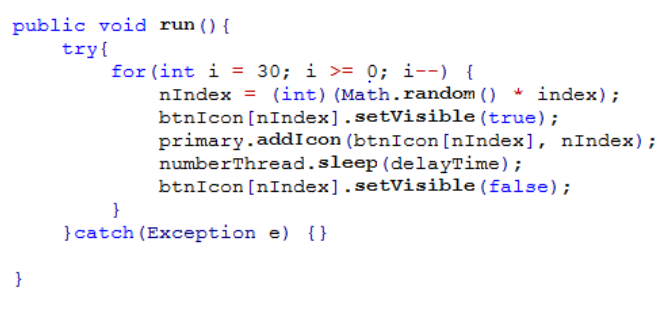 public void run(){
try{
for(int i = 30; i >= 0; i--) {
nIndex = (int)(Math.random() * index);
btnIcon[nIndex].setVisible(true);
primary.addIcon(btnIcon[nIndex], nIndex);
numberThread.sleep(delayTime);
btnIcon[nIndex].setVisible(false);
}
}catch(Exception e) {}
}